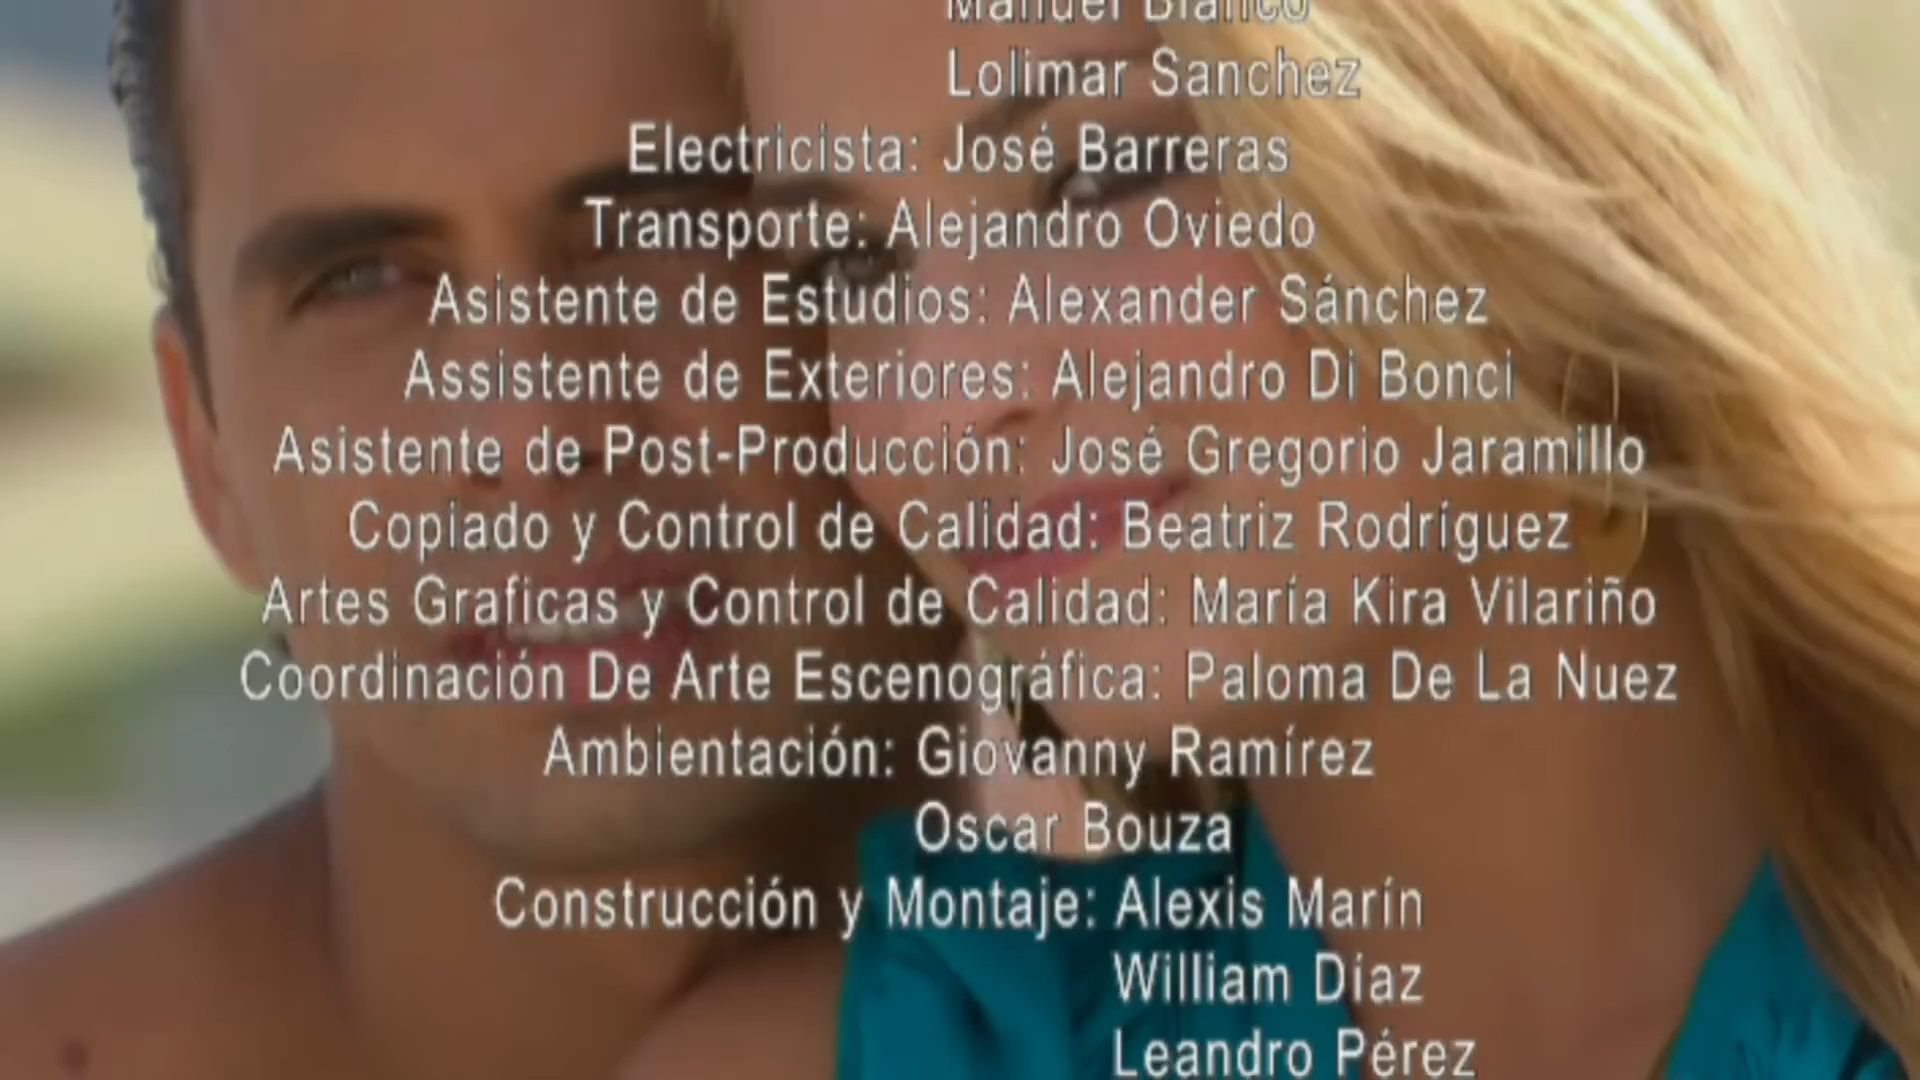 Manuel Blanco
Lolimar Sanchez
Electricista: José Barreras
Transporte: Alejandro Oviedo
Asistente de Estudios: Alexander Sánchez
Assistente de Exteriores: Alejandro Di Bonci
Asistente de Post-Producción: José Gregorio Jaramillo
Copiado y Control de Calidad: Beatriz Rodríguez
Artes Graficas y Control de Calidad: María Kira Vilariño
Coordinación De Arte Escenográfica: Paloma De La Nuez
Ambientación: Giovanny Ramírez
Oscar Bouza
Construcción y Montaje: Alexis Marín
William Díaz
Leandro Pérez